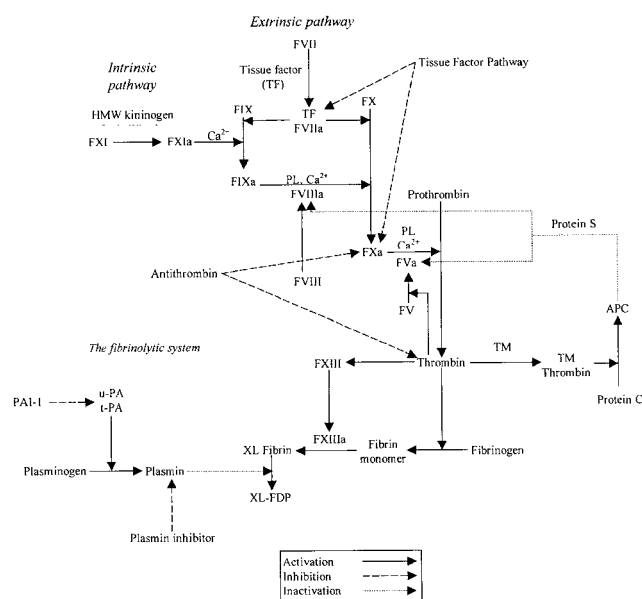 Extrinsic pathway
FVII
Tissue factor
(TF)
Tissue Factor Pathway
Intrinsic
pathway
HMW kininogen
FXI
FXIa
Ca²⁺
FIX
TF
FVIIa
FX
FIXa
PL, Ca²⁺
FVIIIa
Prothrombin
Protein S
PL
Ca²⁺
FXa
FVa
Antithrombin
FVIII
FV
APC
The fibrinolytic system
FXIII
Thrombin
TM
TM
Thrombin
Protein C
PAI-1
u-PA
t-PA
FXIIIa
XL Fibrin
Fibrin
monomer
Fibrinogen
Plasminogen
Plasmin
XL-FDP
Plasmin inhibitor
Activation
Inhibition
Inactivation